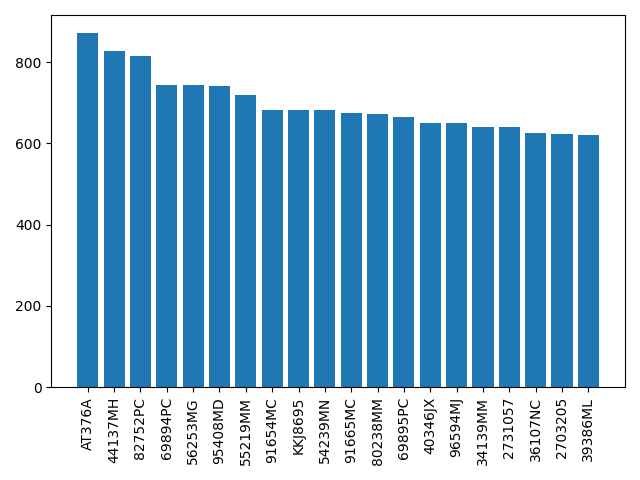 800
600
400
200
0
AT376A
44137MH
82752PC
69894PC
56253MG
95408MD
55219MM
91654MC
KKJ8695
54239MN
91665MC
80238MM
69895PC
40346JX
96594MJ
34139MM
2731057
36107NC
2703205
39386ML